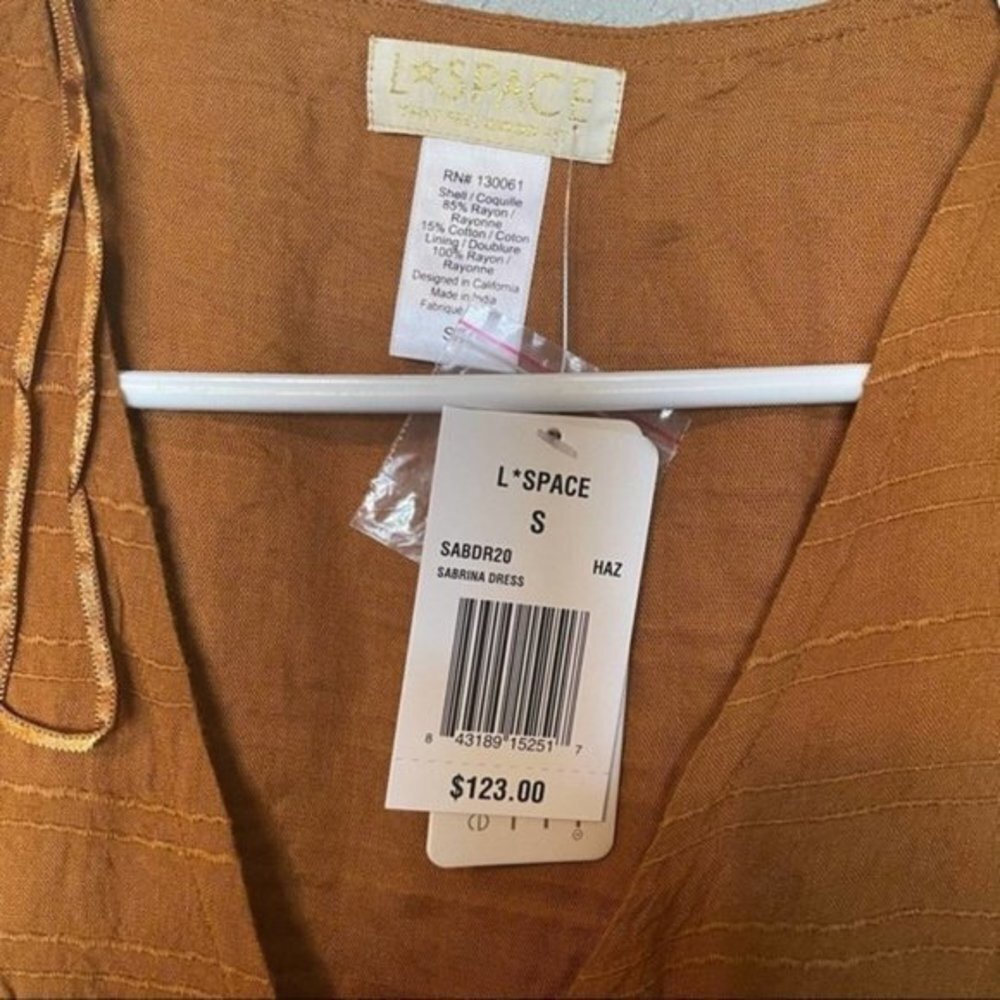 L*SPACE
RN# 130061
Shell / Coquille
85% Rayon /
Rayonne
15% Cotton / Coton
Lining / Doublure
100% Rayon /
Rayonne
Designed in California
Made in India
Fabriqué
S
L*SPACE
S
SABDR20 HAZ
SABRINA DRESS
8 43189 15251 7
$123.00